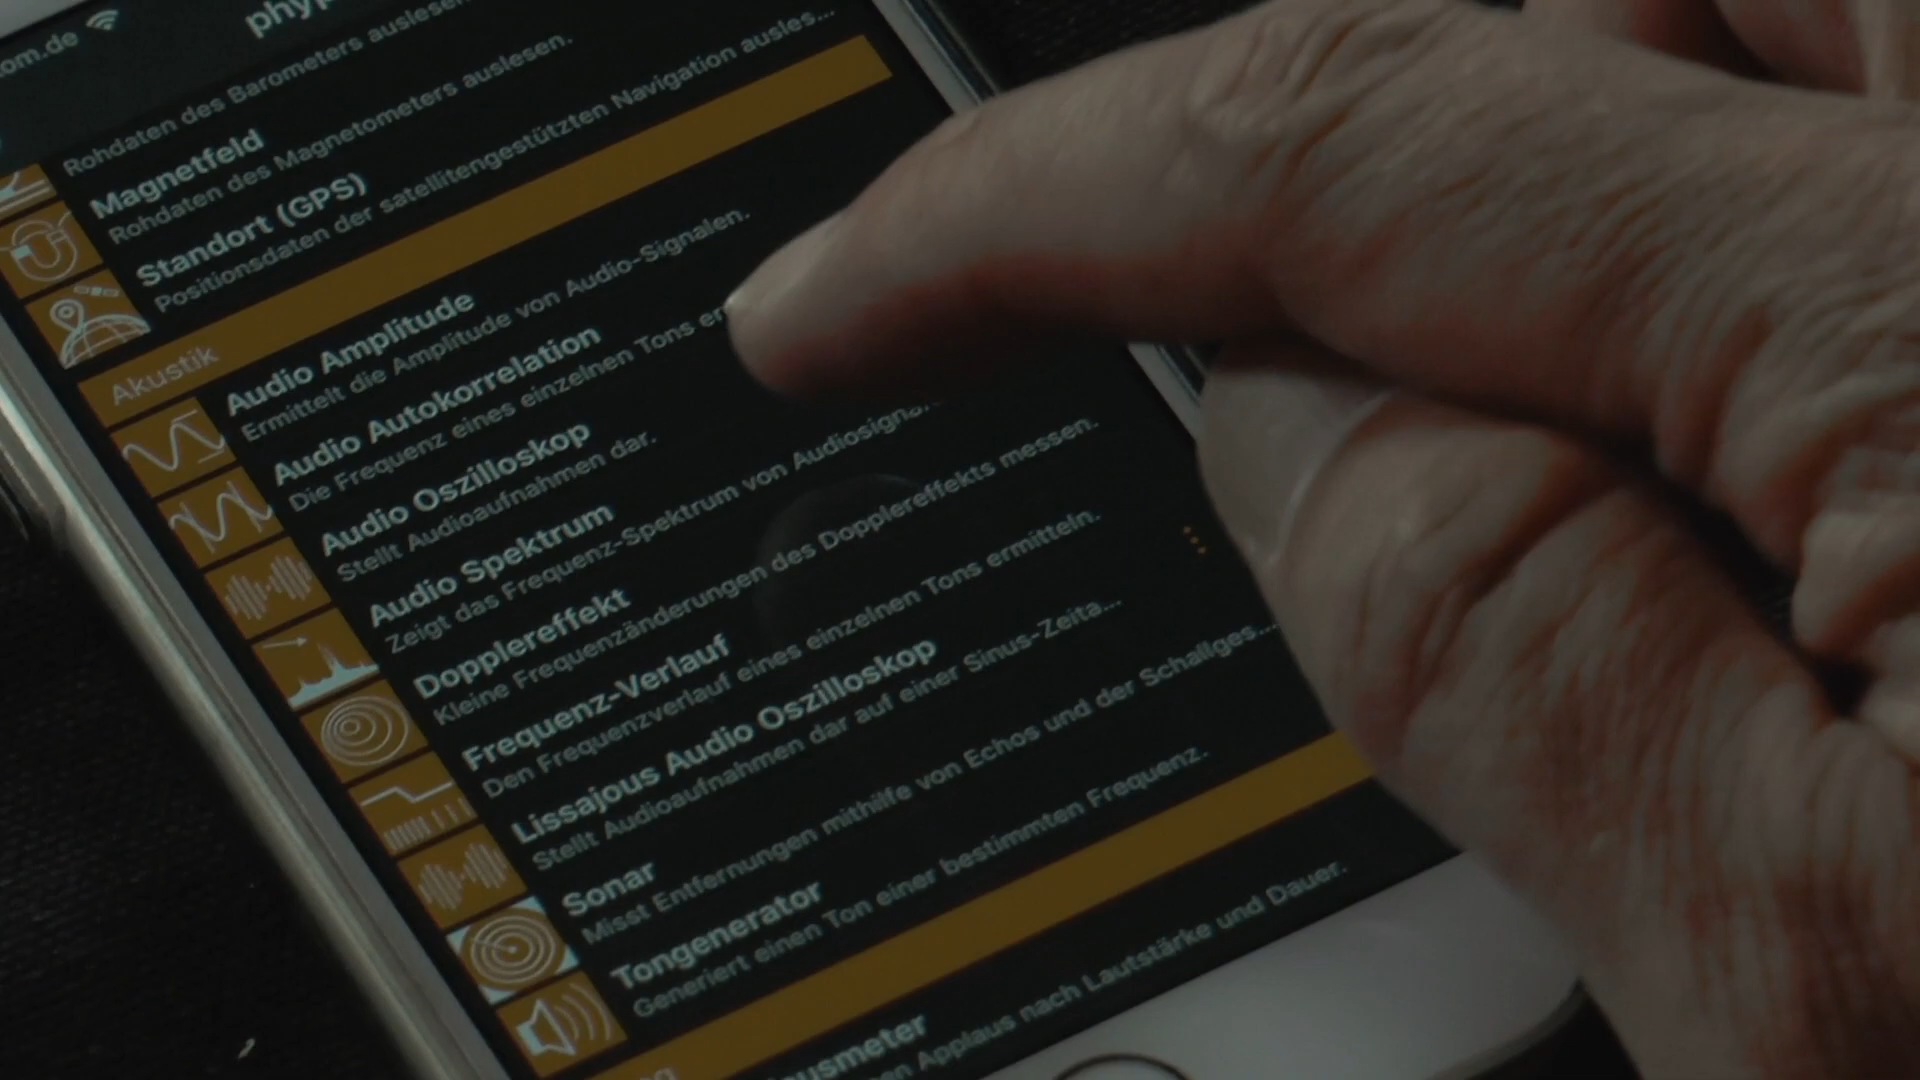 om.de
phyp
Rohdaten des Barometers auslesen
Magnetfeld
Rohdaten des Magnetometers auslesen.
Standort (GPS)
Positionsdaten der satellitengestützten Navigation ausles...
Akustik
Audio Amplitude
Ermittelt die Amplitude von Audio-Signalen.
Audio Autokorrelation
Die Frequenz eines einzelnen Tons er
Audio Oszilloskop
Stellt Audioaufnahmen dar.
Audio Spektrum
Zeigt das Frequenz-Spektrum von Audiosigna
Dopplereffekt
Kleine Frequenzänderungen des Dopplereffekts messen.
Frequenz-Verlauf
Den Frequenzverlauf eines einzelnen Tons ermitteln.
Lissajous Audio Oszilloskop
Stellt Audioaufnahmen dar auf einer Sinus-Zeita...
Sonar
Misst Entfernungen mithilfe von Echos und der Schallges...
Tongenerator
Generiert einen Ton einer bestimmten Frequenz.
usmeter
en Applaus nach Lautstärke und Dauer.